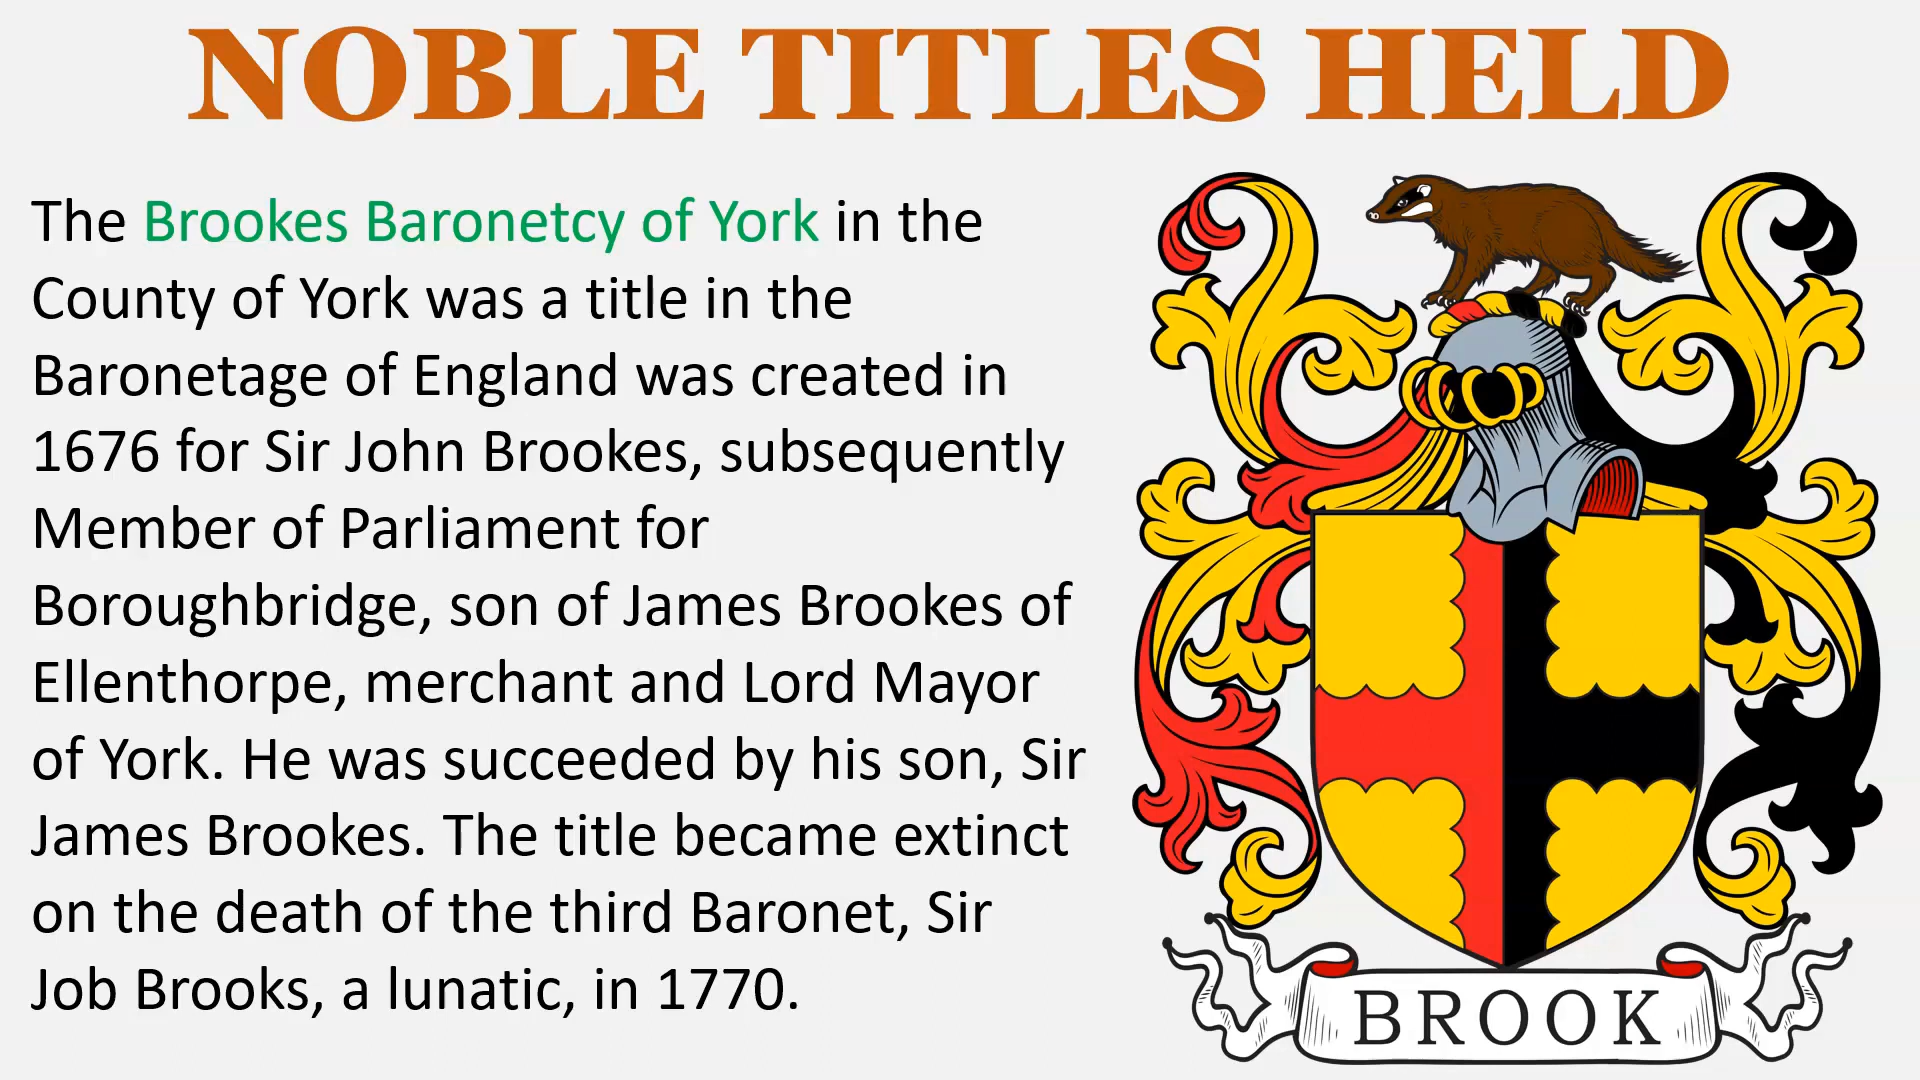 NOBLE TITLES HELD
The Brookes Baronetcy of York in the
County of York was a title in the
Baronetage of England was created in
1676 for Sir John Brookes, subsequently
Member of Parliament for
Boroughbridge, son of James Brookes of
Ellenthorpe, merchant and Lord Mayor
of York. He was succeeded by his son, Sir
James Brookes. The title became extinct
on the death of the third Baronet, Sir
Job Brooks, a lunatic, in 1770.
BROOK